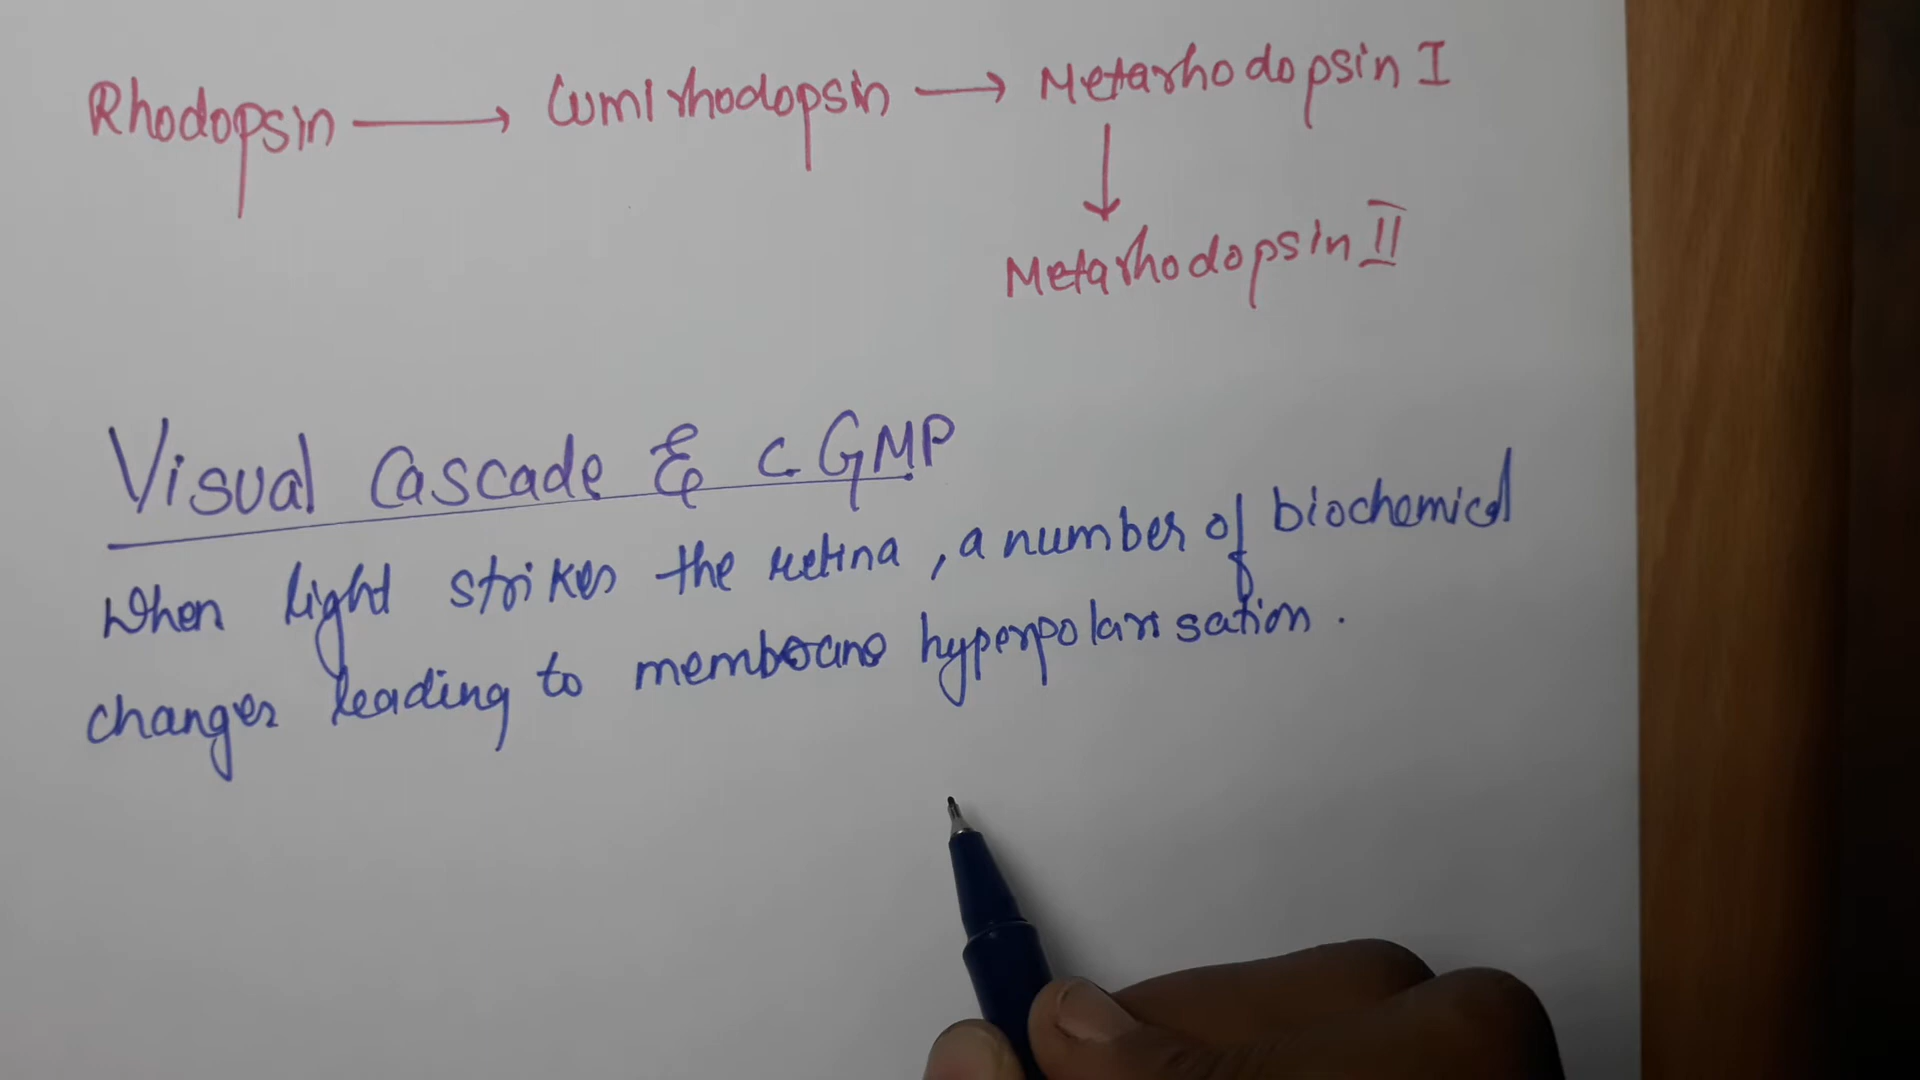 Rhodopsin → Lumirhodopsin → Metarhodopsin I
↓
Metarhodopsin II
Visual Cascade & c GMP
When light strikes the retina, a number of biochemical
changes leading to membrane hyperpolarisation.